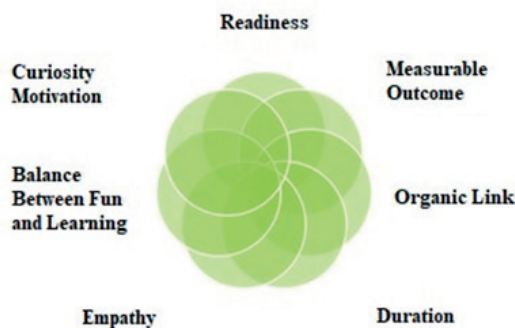 Readiness
Curiosity
Motivation
Measurable
Outcome
Balance
Between Fun
and Learning
Organic Link
Empathy
Duration